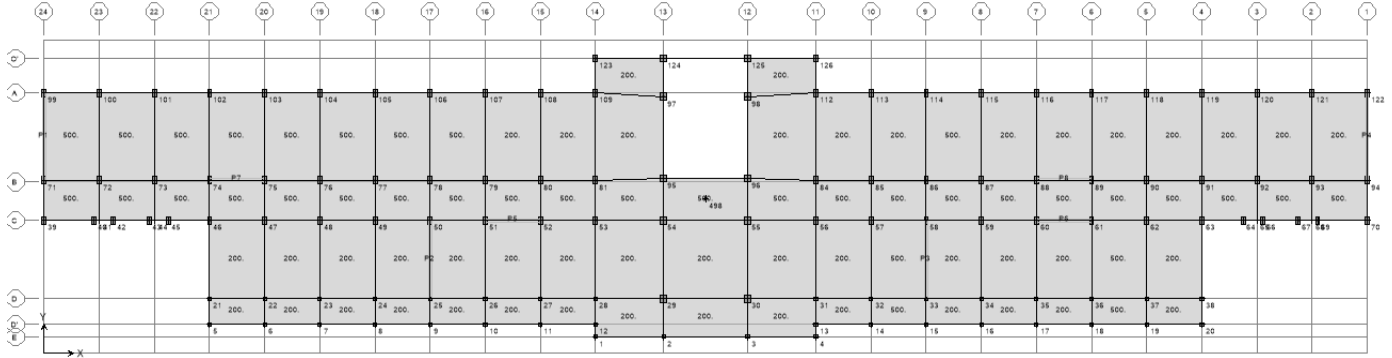 24 23 22 21 20 19 18 17 16 15 14 13 12 11 10 9 8 7 6 5 4 3 2 1
123 124 125 126
200. 200.
A
99 100 101 102 103 104 105 106 107 108 109 97 98 112 113 114 115 116 117 118 119 120 121 122
P1 500. 500. 500. 200. 200. 200. 200. 500. 200. 200. 200. 200. 200. 500. 200. 200. 200. 200. 200. 200. 200. P4
P7 P8
B
71 72 73 74 75 76 77 78 79 80 81 95 96 84 85 86 87 88 89 90 91 92 93 94
500. 500. 500. 500. 500. 500. 500. 500. 500. 500. 500. 500. 500. 500. 500. 500. 500. 500. 500. 500. 500. 500.
498
P5
C
39 42 45 46 47 48 49 50 51 52 53 54 55 56 57 58 59 60 61 62 63 64 66 67 70
200. 200. 200. 200. P2 200. 200. 200. 200. 200. 200. 200. 500. P3 200. 200. 200. 200. 200.
D
21 22 23 24 25 26 27 28 29 30 31 32 33 34 35 36 37 38
200. 200. 200. 200. 200. 200. 200. 200. 200. 200. 200. 500. 200. 200. 200. 500. 200.
5 6 7 8 9 10 11 12 13 14 15 16 17 18 19 20
E
1 2 3 4
Y
X